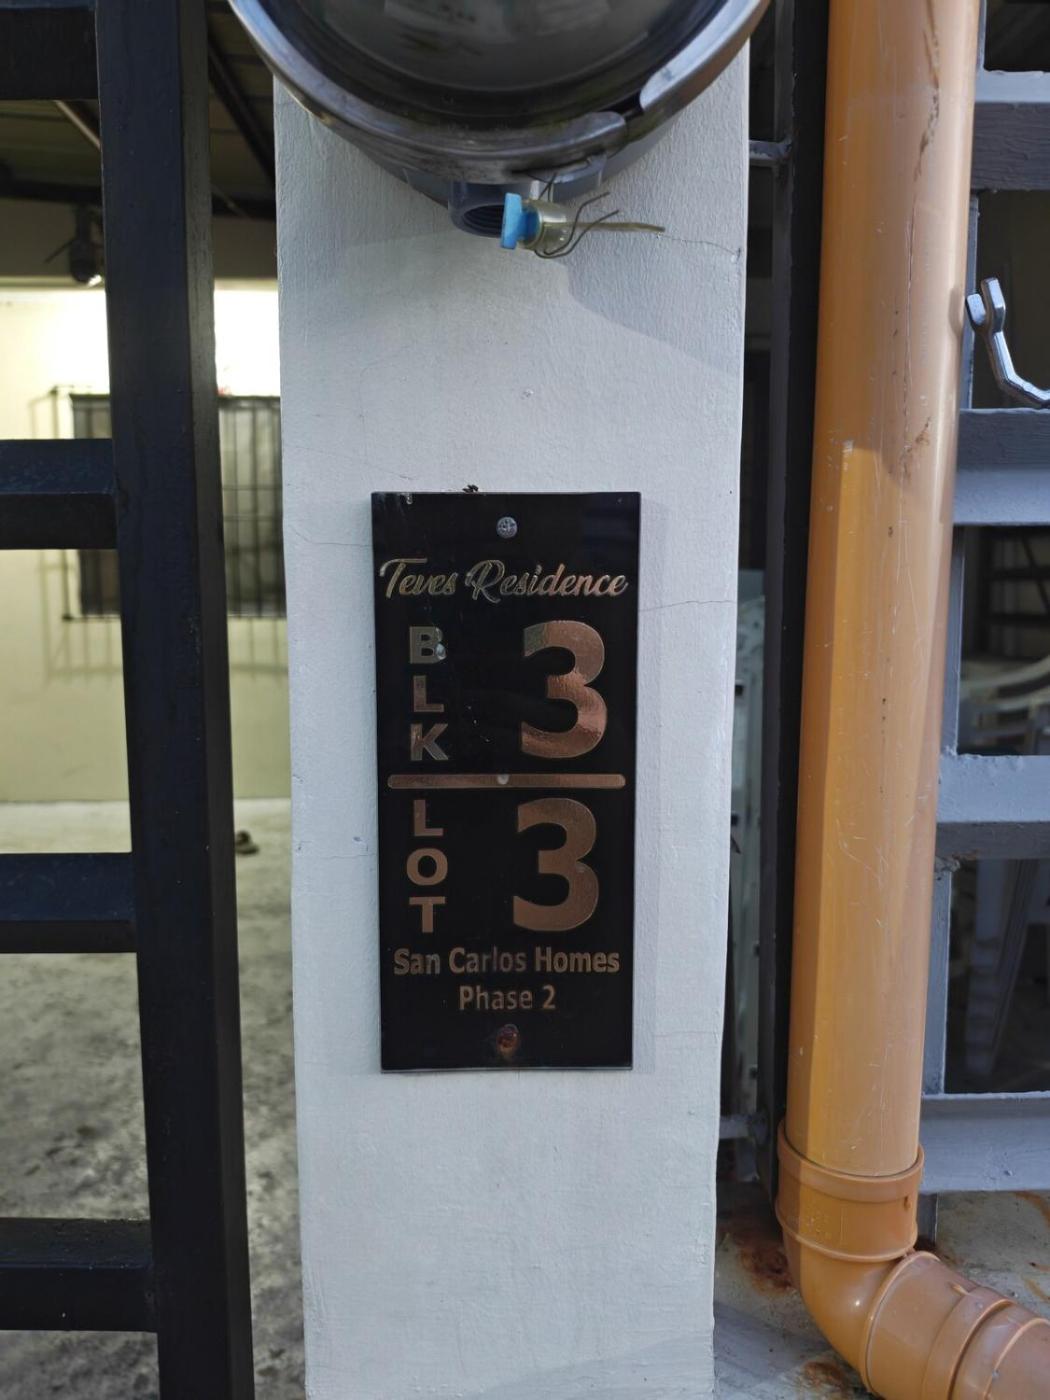 Teves Residence
BLK 3
LOT 3
San Carlos Homes
Phase 2